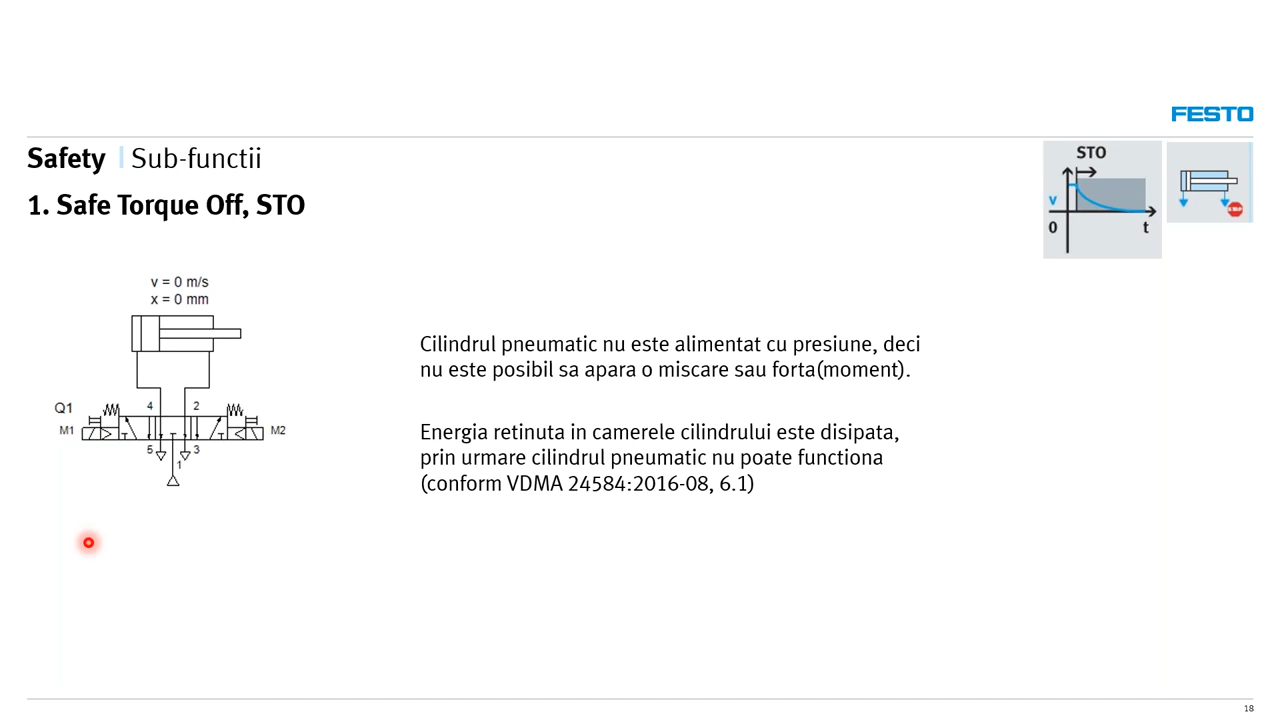 FESTO
Safety | Sub-functii
1. Safe Torque Off, STO
STO
v
0
t
v = 0 m/s
x = 0 mm
Q1
4
2
M1
M2
5
3
1
Cilindrul pneumatic nu este alimentat cu presiune, deci
nu este posibil sa apara o miscare sau forta(moment).
Energia retinuta in camerele cilindrului este disipata,
prin urmare cilindrul pneumatic nu poate functiona
(conform VDMA 24584:2016-08, 6.1)
18